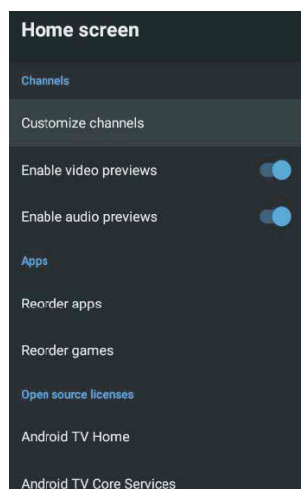 Home screen
Channels
Customize channels
Enable video previews
Enable audio previews
Apps
Reorder apps
Reorder games
Open source licenses
Android TV Home
Android TV Core Services